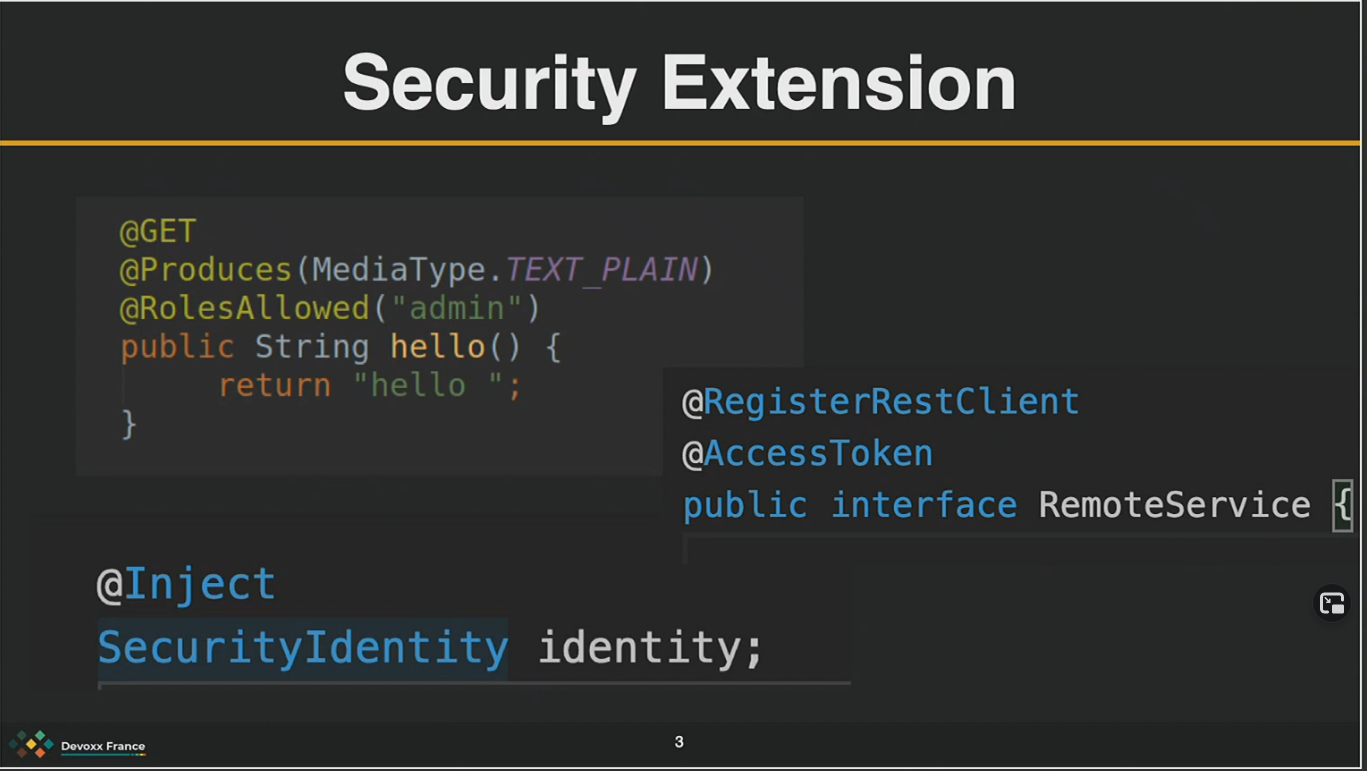 Security Extension
@GET
@Produces(MediaType.TEXT_PLAIN)
@RolesAllowed("admin")
public String hello() {
return "hello ";
}
@RegisterRestClient
@AccessToken
public interface RemoteService {
@Inject
SecurityIdentity identity;
Devoxx France
3